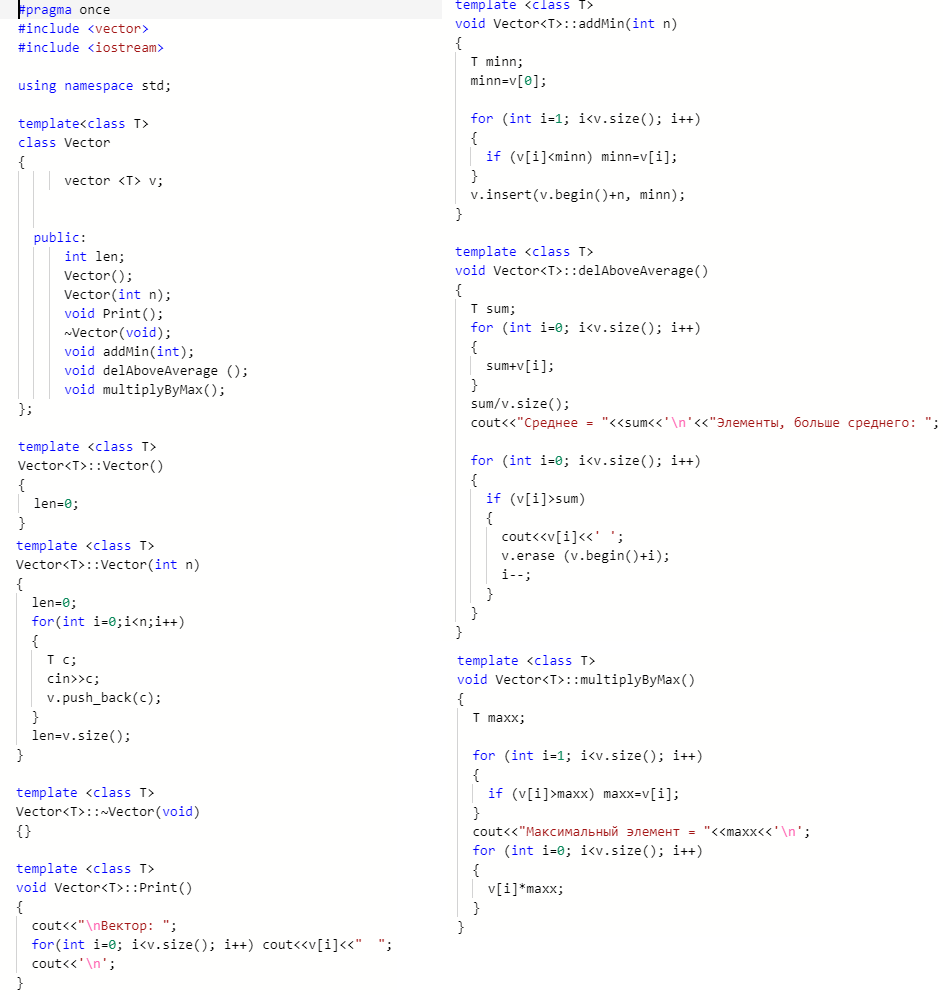 #pragma once
#include <vector>
#include <iostream>
using namespace std;
template<class T>
class Vector
{
vector <T> v;
public:
int len;
Vector();
Vector(int n);
void Print();
~Vector(void);
void addMin(int);
void delAboveAverage ();
void multiplyByMax();
};
template <class T>
Vector<T>::Vector()
{
len=0;
}
template <class T>
Vector<T>::Vector(int n)
{
len=0;
for(int i=0;i<n;i++)
{
T c;
cin>>c;
v.push_back(c);
}
len=v.size();
}
template <class T>
Vector<T>::~Vector(void)
{}
template <class T>
void Vector<T>::Print()
{
cout<<"\nВектор: ";
for(int i=0; i<v.size(); i++) cout<<v[i]<<"  ";
cout<<'\n';
}
template <class T>
void Vector<T>::addMin(int n)
{
T minn;
minn=v[0];
for (int i=1; i<v.size(); i++)
{
if (v[i]<minn) minn=v[i];
}
v.insert(v.begin()+n, minn);
}
template <class T>
void Vector<T>::delAboveAverage()
{
T sum;
for (int i=0; i<v.size(); i++)
{
sum+v[i];
}
sum/v.size();
cout<<"Среднее = "<<sum<<'\n'<<"Элементы, больше среднего: ";
for (int i=0; i<v.size(); i++)
{
if (v[i]>sum)
{
cout<<v[i]<<' ';
v.erase (v.begin()+i);
i--;
}
}
}
template <class T>
void Vector<T>::multiplyByMax()
{
T maxx;
for (int i=1; i<v.size(); i++)
{
if (v[i]>maxx) maxx=v[i];
}
cout<<"Максимальный элемент = "<<maxx<<'\n';
for (int i=0; i<v.size(); i++)
{
v[i]*maxx;
}
}